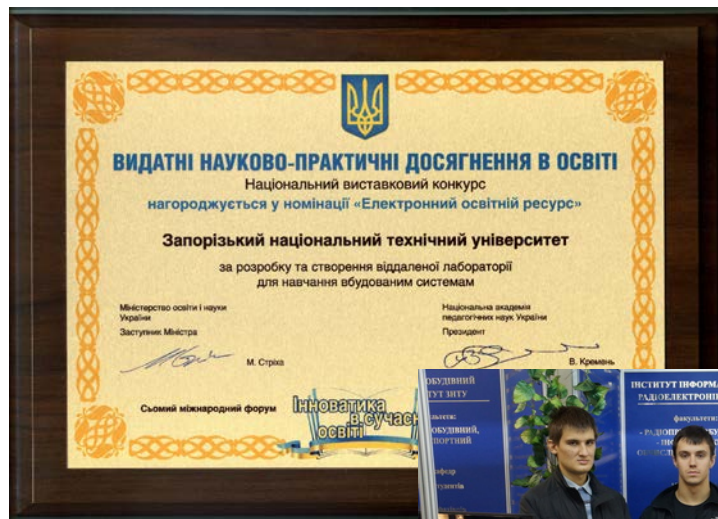 ВИДАТНІ НАУКОВО-ПРАКТИЧНІ ДОСЯГНЕННЯ В ОСВІТІ
Національний виставковий конкурс
нагороджується у номінації «Електронний освітній ресурс»
Запорізький національний технічний університет
за розробку та створення віддаленої лабораторії
для навчання вбудованим системам
Міністерство освіти і науки
України
Заступник Міністра
М. Стріха
Національна академія
педагогічних наук України
Президент
В. Кремень
Сьомий міжнародний форум
Інноватика
в сучас
освіті
ІНСТИТУТ ІНФОРМА
РАДІОЕЛЕКТРОНІ
факультети: